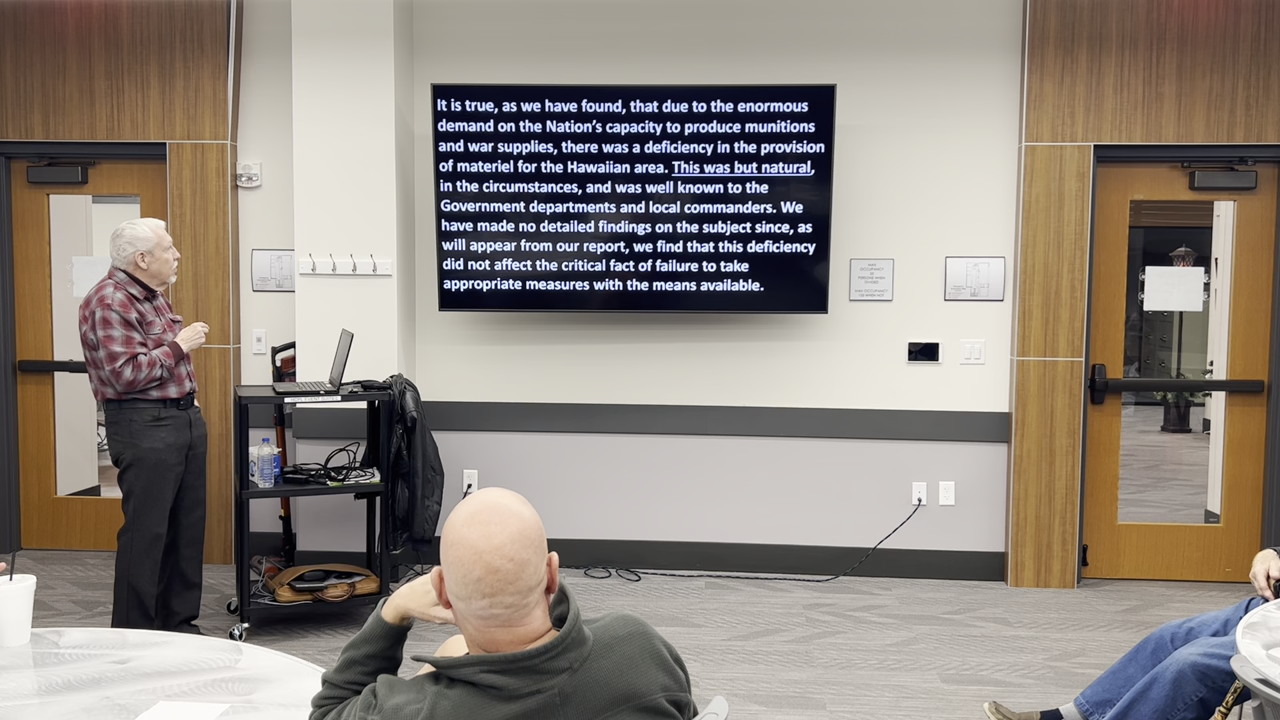 It is true, as we have found, that due to the enormous
demand on the Nation's capacity to produce munitions
and war supplies, there was a deficiency in the provision
of materiel for the Hawaiian area. This was but natural,
in the circumstances, and was well known to the
Government departments and local commanders. We
have made no detailed findings on the subject since, as
will appear from our report, we find that this deficiency
did not affect the critical fact of failure to take
appropriate measures with the means available.